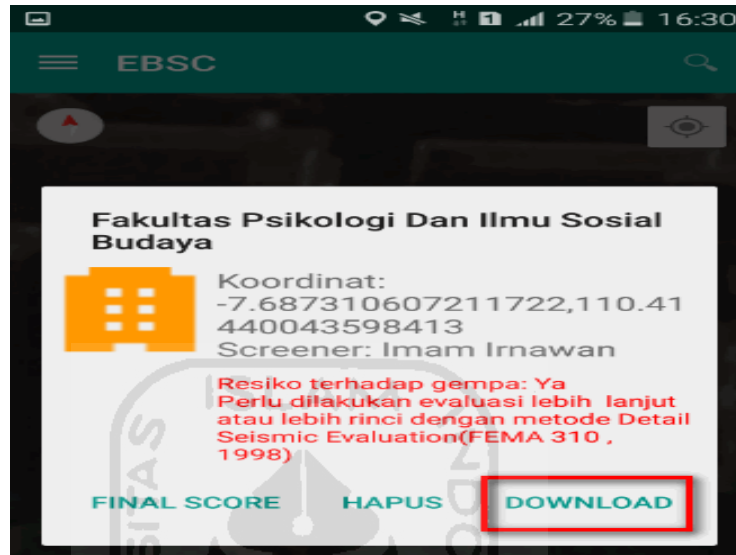 H 1 27% 16:30
EBSC
Fakultas Psikologi Dan Ilmu Sosial
Budaya
Koordinat:
-7.687310607211722,110.41
440043598413
Screener: Imam Irnawan
Resiko terhadap gempa: Ya
Perlu dilakukan evaluasi lebih lanjut
atau lebih rinci dengan metode Detail
Seismic Evaluation(FEMA 310 ,
1998)
FINAL SCORE HAPUS DOWNLOAD
ISLAM